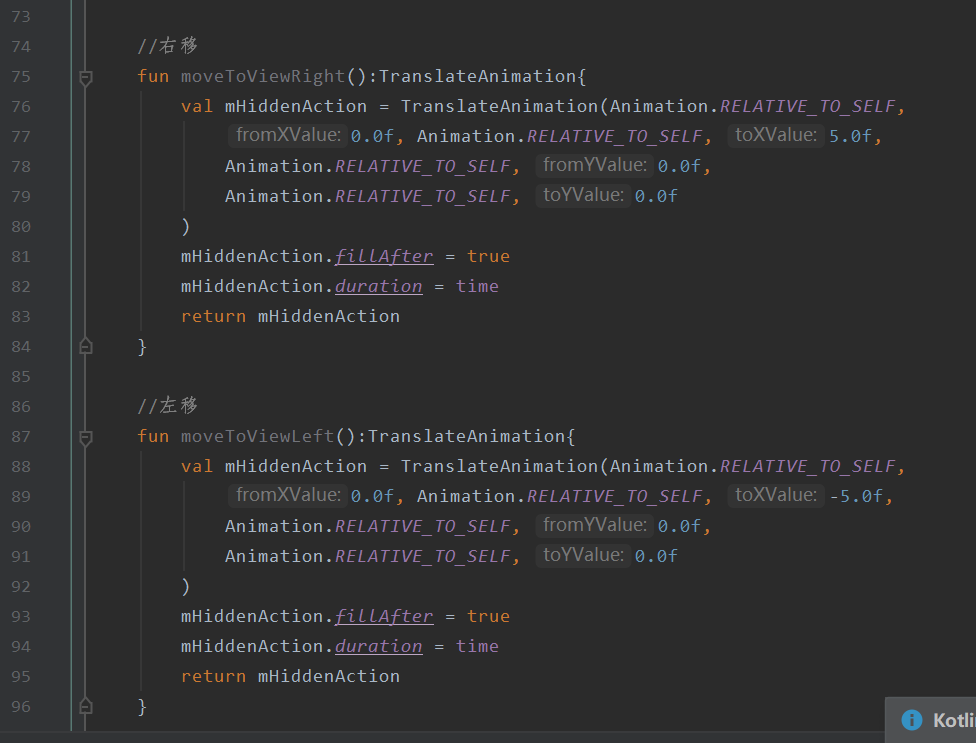 73
74 //右移
75 fun moveToViewRight():TranslateAnimation{
76 val mHiddenAction = TranslateAnimation(Animation.RELATIVE_TO_SELF,
77 fromXValue: 0.0f, Animation.RELATIVE_TO_SELF, toXValue: 5.0f,
78 Animation.RELATIVE_TO_SELF, fromYValue: 0.0f,
79 Animation.RELATIVE_TO_SELF, toYValue: 0.0f
80 )
81 mHiddenAction.fillAfter = true
82 mHiddenAction.duration = time
83 return mHiddenAction
84 }
85
86 //左移
87 fun moveToViewLeft():TranslateAnimation{
88 val mHiddenAction = TranslateAnimation(Animation.RELATIVE_TO_SELF,
89 fromXValue: 0.0f, Animation.RELATIVE_TO_SELF, toXValue: -5.0f,
90 Animation.RELATIVE_TO_SELF, fromYValue: 0.0f,
91 Animation.RELATIVE_TO_SELF, toYValue: 0.0f
92 )
93 mHiddenAction.fillAfter = true
94 mHiddenAction.duration = time
95 return mHiddenAction
96 }